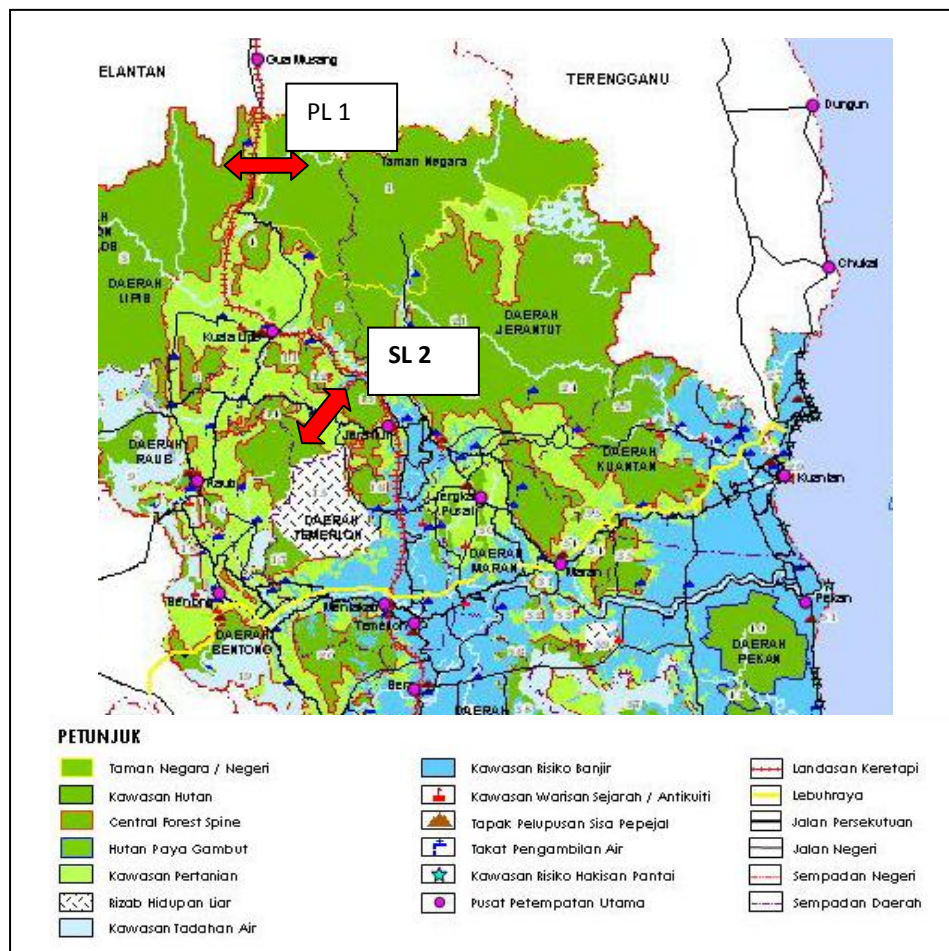 Gua Musang
ELANTAN
TERENGGANU
PL 1
Dungun
Taman Negara
Chukai
DAERAH
LIPIS
DAERAH
JERANTUT
Kuala Lipis
SL 2
Jerantut
DAERAH
RAUB
Raub
DAERAH
KUANTAN
Kuantan
Jengka
Pusat
DAERAH
TEMERLOH
DAERAH
MARAN
Maran
Bentong
Mentakab
Temerloh
Pekan
DAERAH
BENTONG
DAERAH
PEKAN
Bera
DAERAH
PETUNJUK
Taman Negara / Negeri
Kawasan Hutan
Central Forest Spine
Hutan Paya Gambut
Kawasan Pertanian
Rizab Hidupan Liar
Kawasan Tadahan Air
Kawasan Risiko Banjir
Kawasan Warisan Sejarah / Antikuiti
Tapak Pelupusan Sisa Pepejal
Takat Pengambilan Air
Kawasan Risiko Hakisan Pantai
Pusat Petempatan Utama
Landasan Keretapi
Lebuhraya
Jalan Persekutuan
Jalan Negeri
Sempadan Negeri
Sempadan Daerah